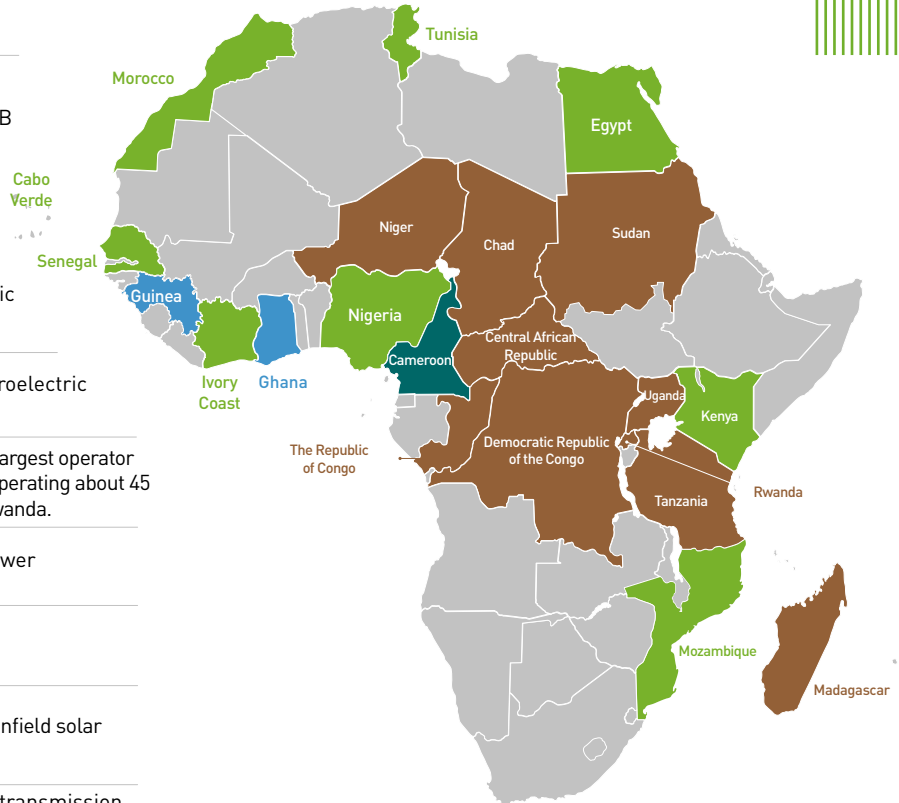 B
ic
roelectric
argest operator
perating about 45
wanda.
wer
nfield solar
transmission
Tunisia
Morocco
Egypt
Cabo
Verde
Niger
Chad
Sudan
Senegal
Guinea
Nigeria
Central African
Republic
Cameroon
Ivory
Coast
Ghana
Uganda
Kenya
The Republic
of Congo
Democratic Republic
of the Congo
Rwanda
Tanzania
Mozambique
Madagascar